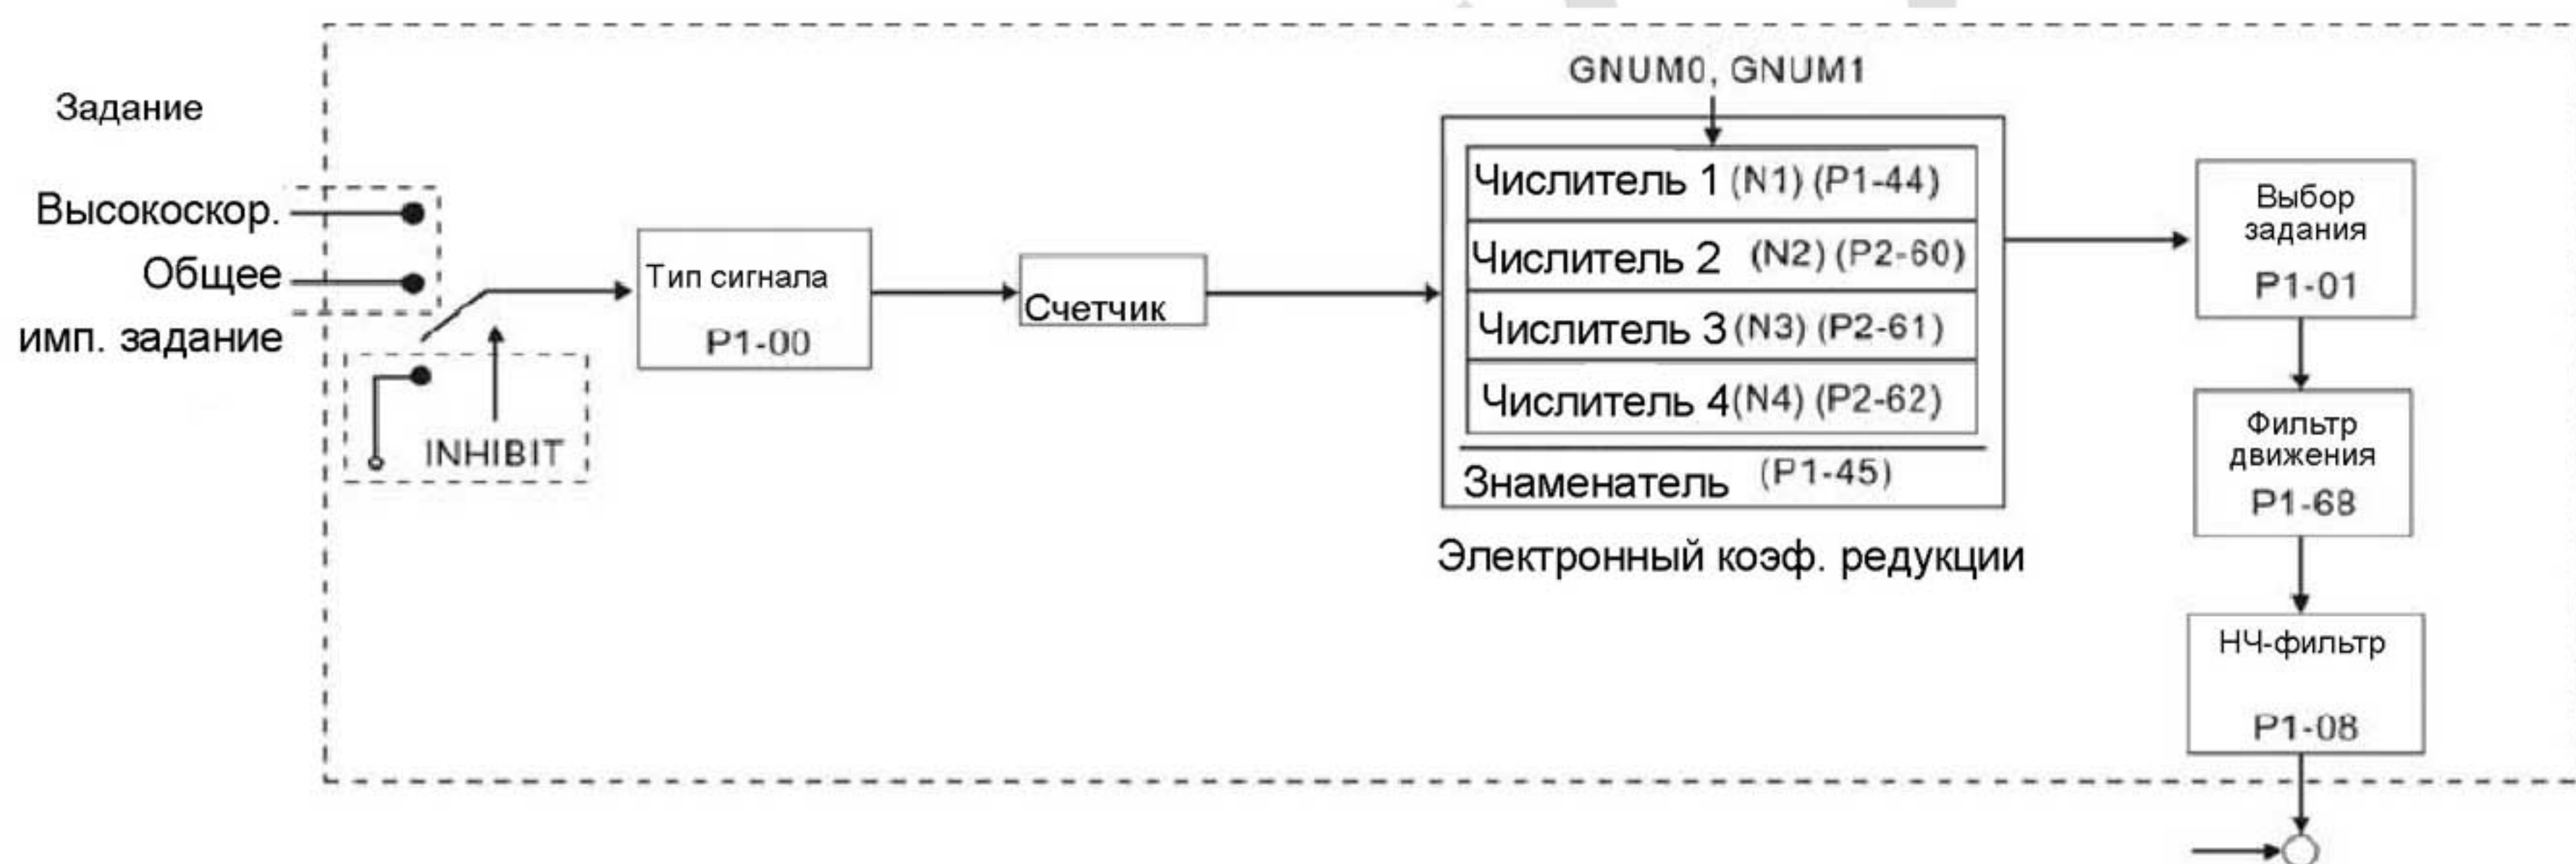 Задание
Высокоскор.
Общее
имп. задание
INHIBIT
Тип сигнала
P1-00
Счетчик
GNUM0, GNUM1
Числитель 1 (N1) (P1-44)
Числитель 2 (N2) (P2-60)
Числитель 3 (N3) (P2-61)
Числитель 4 (N4) (P2-62)
Знаменатель (P1-45)
Электронный коэф. редукции
Выбор
задания
P1-01
Фильтр
движения
P1-68
НЧ-фильтр
P1-08